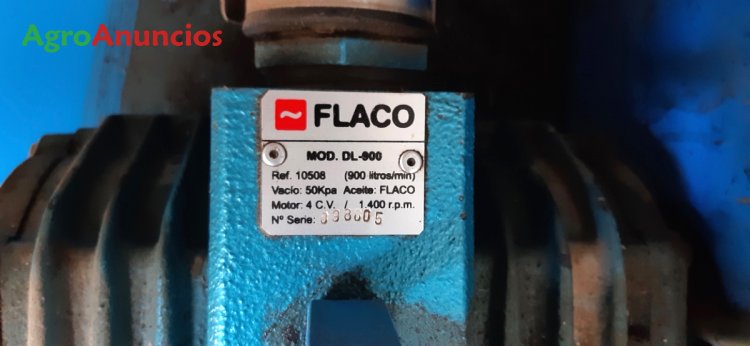 AgroAnuncios
FLACO
MOD. DL-900
Ref. 10508 (900 litros/min)
Vacío: 50Kpa Aceite: FLACO
Motor: 4 C.V. / 1.400 r.p.m.
Nº Serie: